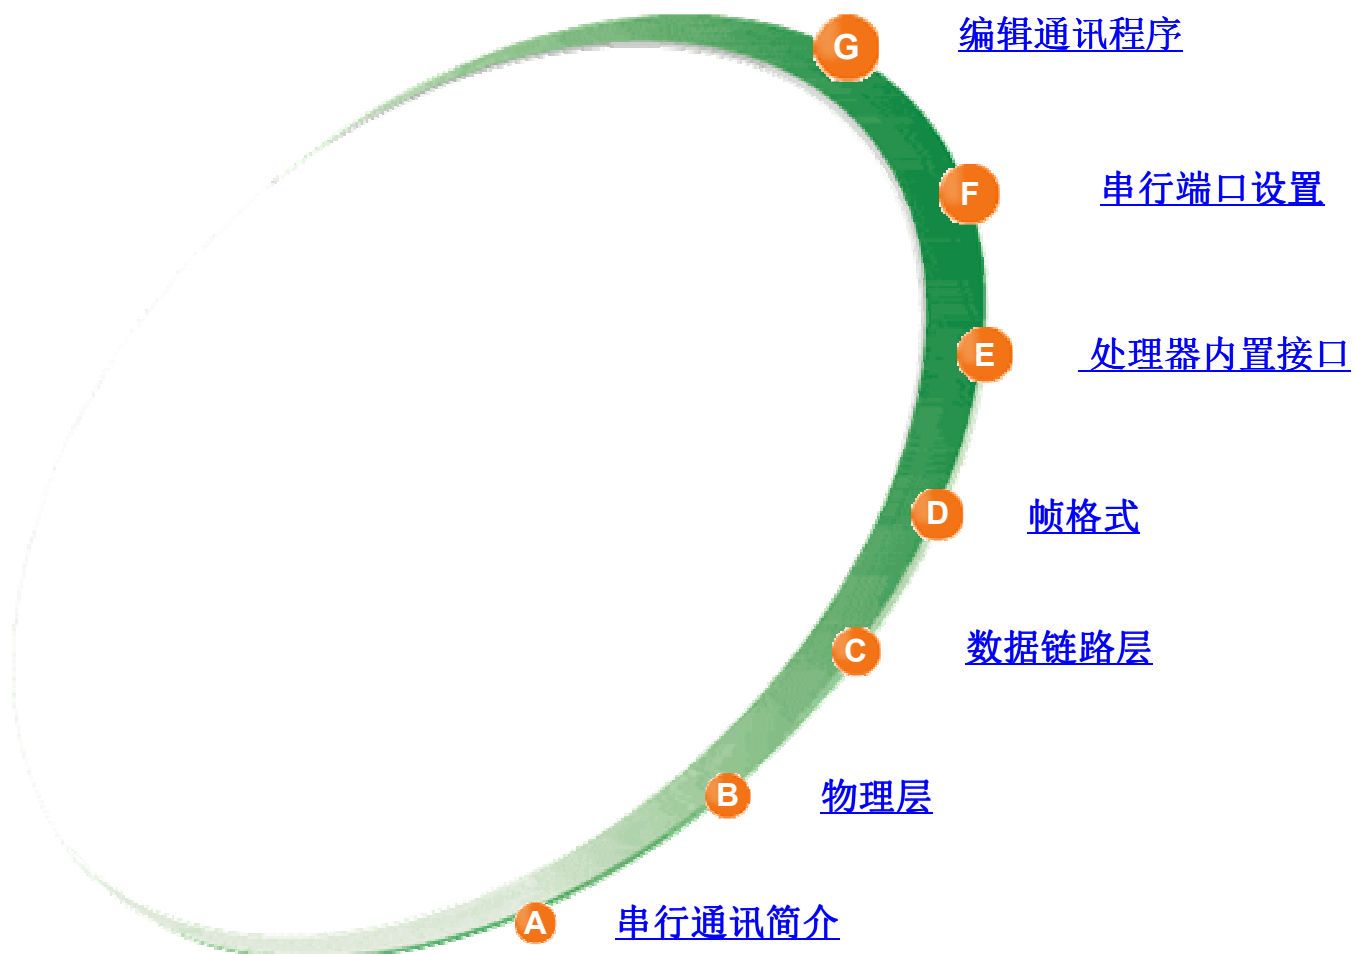 G 编辑通讯程序
F 串行端口设置
E 处理器内置接口
D 帧格式
C 数据链路层
B 物理层
A 串行通讯简介